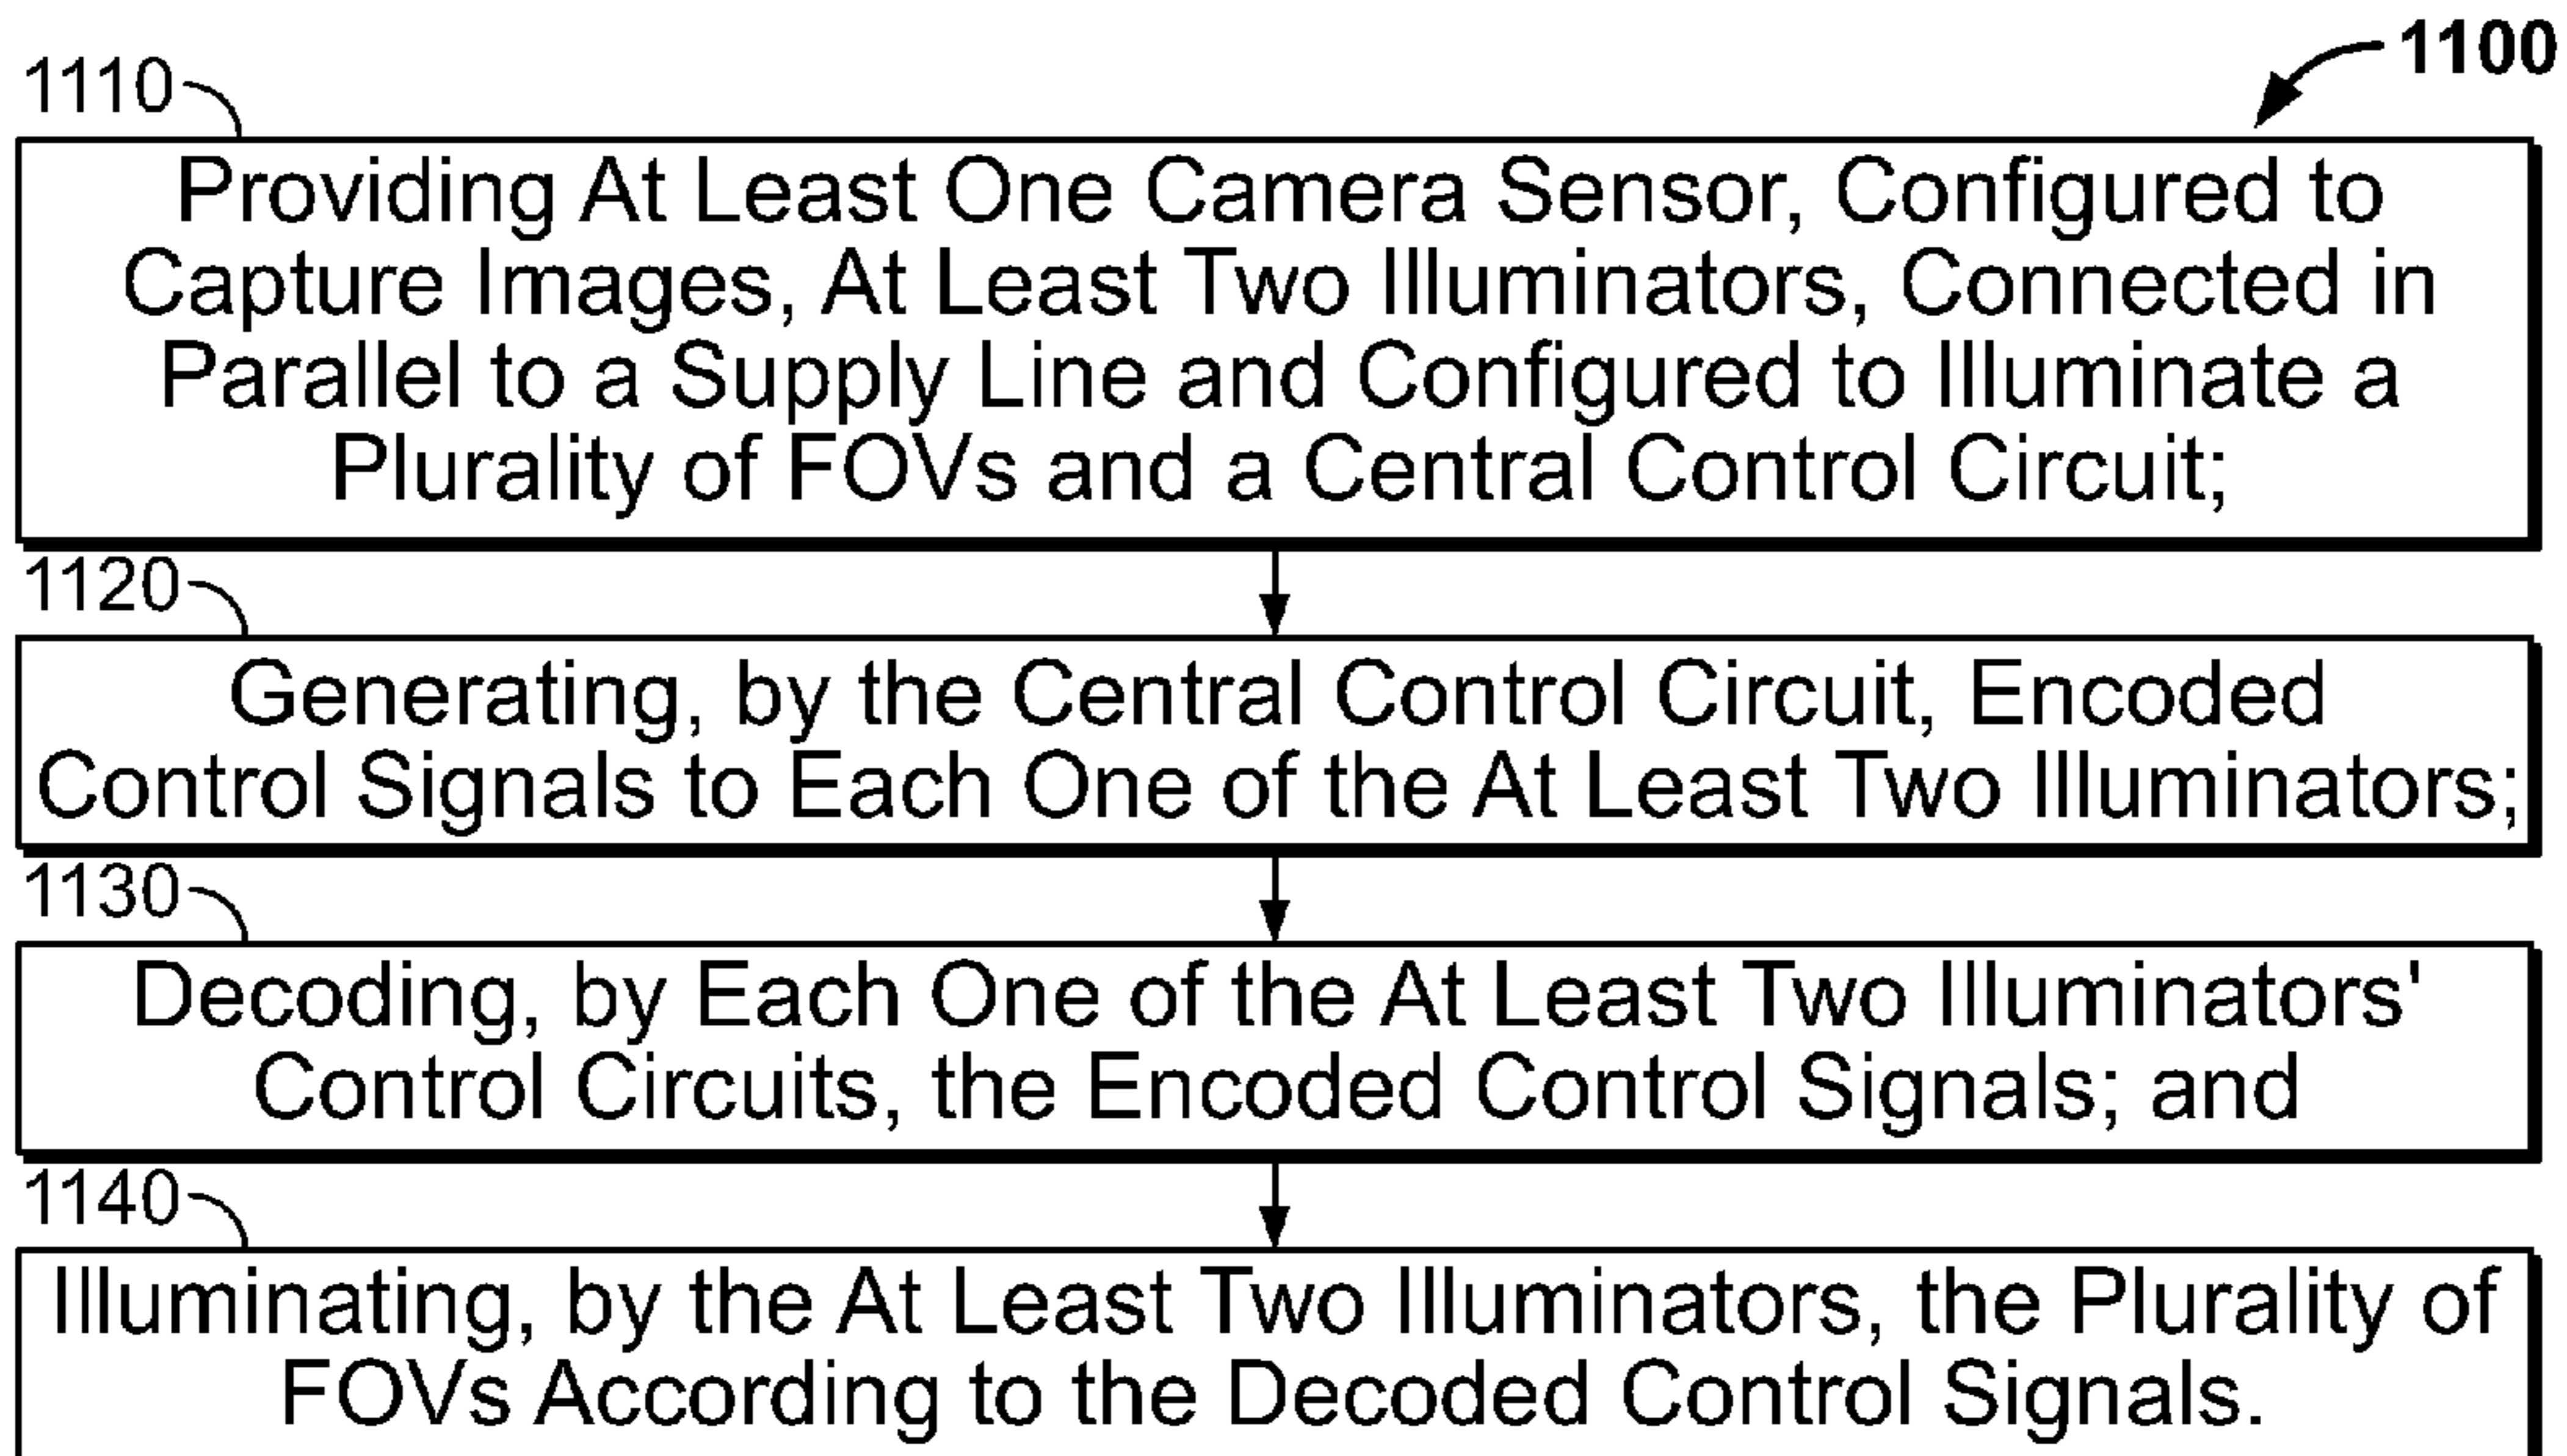 1100
1110
Providing At Least One Camera Sensor, Configured to
Capture Images, At Least Two Illuminators, Connected in
Parallel to a Supply Line and Configured to Illuminate a
Plurality of FOVs and a Central Control Circuit;
1120
Generating, by the Central Control Circuit, Encoded
Control Signals to Each One of the At Least Two Illuminators;
1130
Decoding, by Each One of the At Least Two Illuminators'
Control Circuits, the Encoded Control Signals; and
1140
Illuminating, by the At Least Two Illuminators, the Plurality of
FOVs According to the Decoded Control Signals.